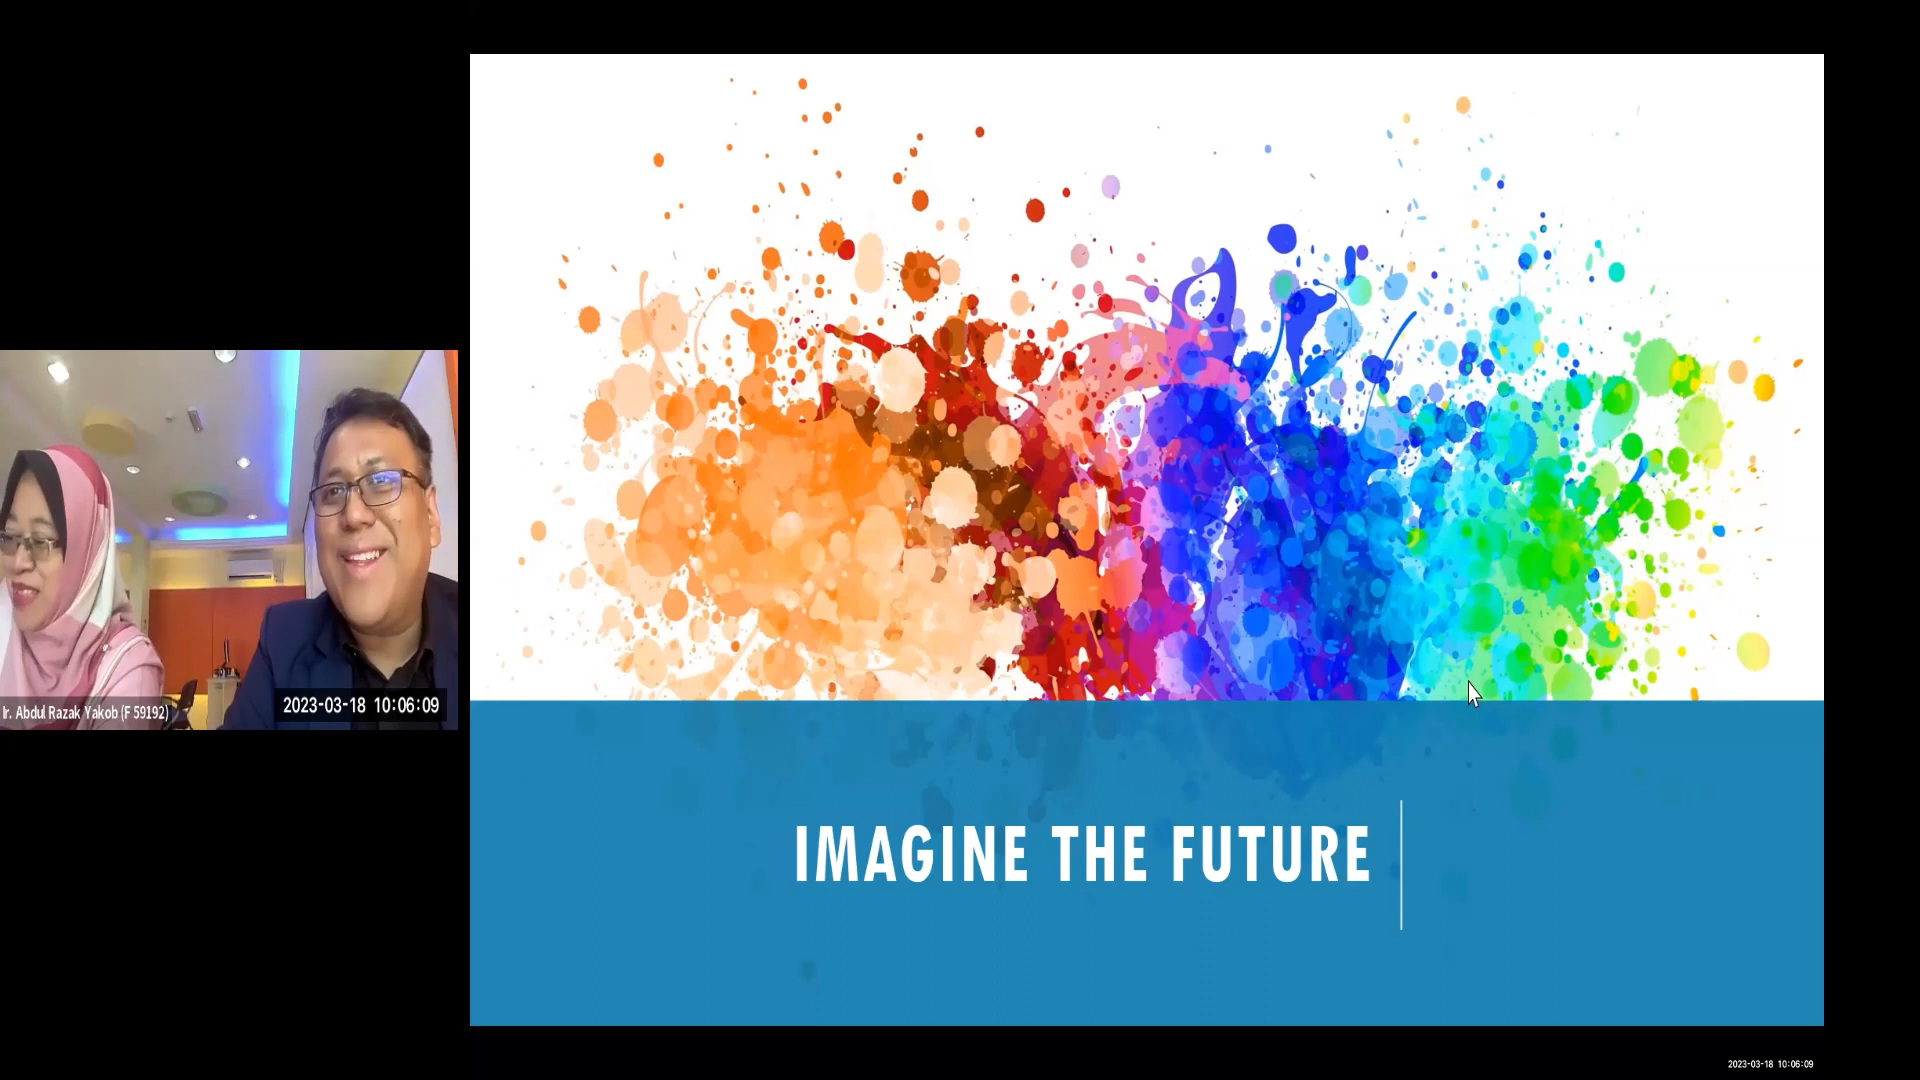 Ir. Abdul Razak Yakob (F 59192)
2023-03-18 10:06:09
IMAGINE THE FUTURE
2023-03-18 10:06:09